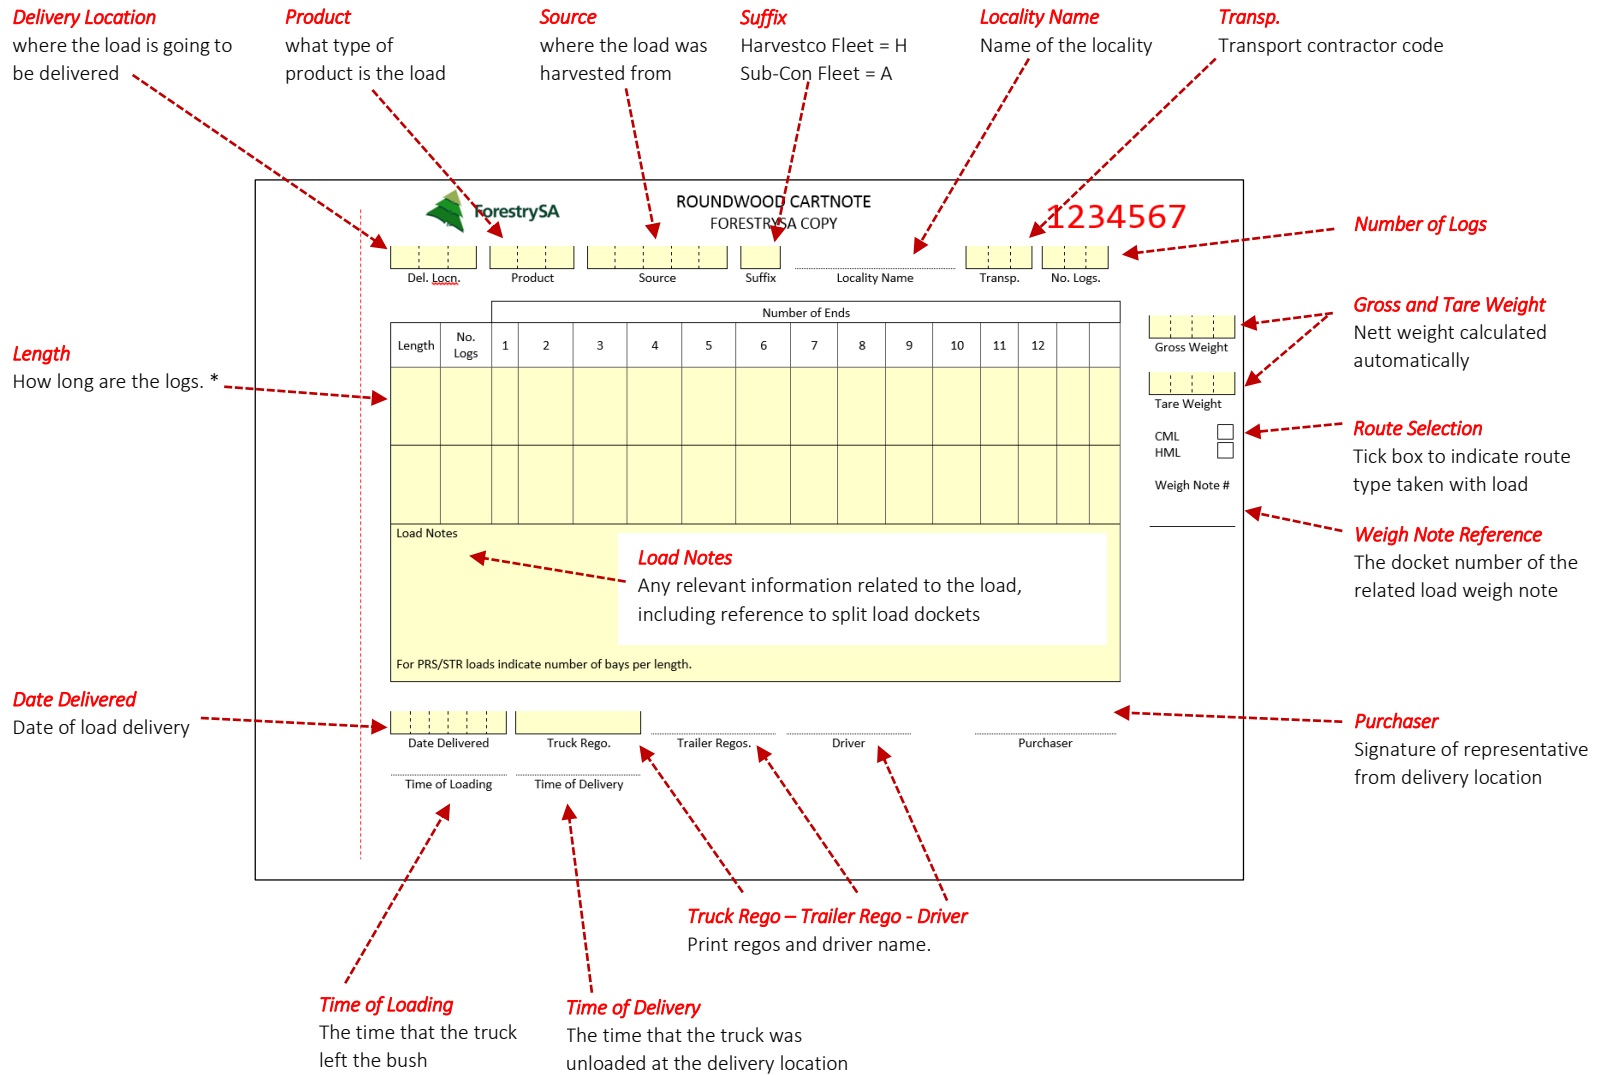 Delivery Location
where the load is going to
be delivered
Product
what type of
product is the load
Source
where the load was
harvested from
Suffix
Harvestco Fleet = H
Sub-Con Fleet = A
Locality Name
Name of the locality
Transp.
Transport contractor code
ForestrySA
ROUNDWOOD CARTNOTE
FORESTRYSA COPY
1234567
Number of Logs
Del. Locn.
Product
Source
Suffix
Locality Name
Transp.
No. Logs.
Gross and Tare Weight
Nett weight calculated
automatically
Number of Ends
Length
No.
Logs
1 2 3 4 5 6 7 8 9 10 11 12
Gross Weight
Tare Weight
Length
How long are the logs. *
CML
HML
Route Selection
Tick box to indicate route
type taken with load
Weigh Note #
Weigh Note Reference
The docket number of the
related load weigh note
Load Notes
Load Notes
Any relevant information related to the load,
including reference to split load dockets
For PRS/STR loads indicate number of bays per length.
Date Delivered
Date of load delivery
Date Delivered
Truck Rego.
Trailer Regos.
Driver
Purchaser
Purchaser
Signature of representative
from delivery location
Time of Loading
Time of Delivery
Truck Rego – Trailer Rego - Driver
Print regos and driver name.
Time of Loading
The time that the truck
left the bush
Time of Delivery
The time that the truck was
unloaded at the delivery location